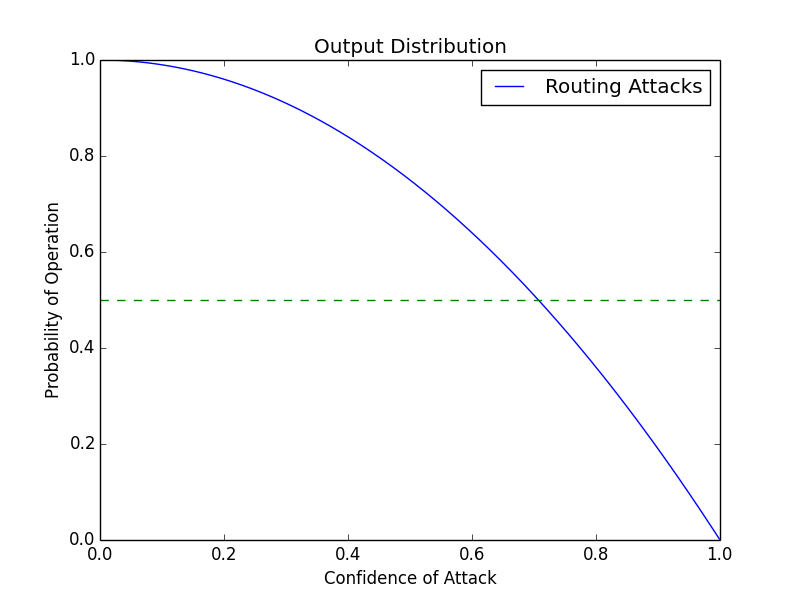 Output Distribution
Routing Attacks
Probability of Operation
1.0
0.8
0.6
0.4
0.2
0.0
0.0 0.2 0.4 0.6 0.8 1.0
Confidence of Attack